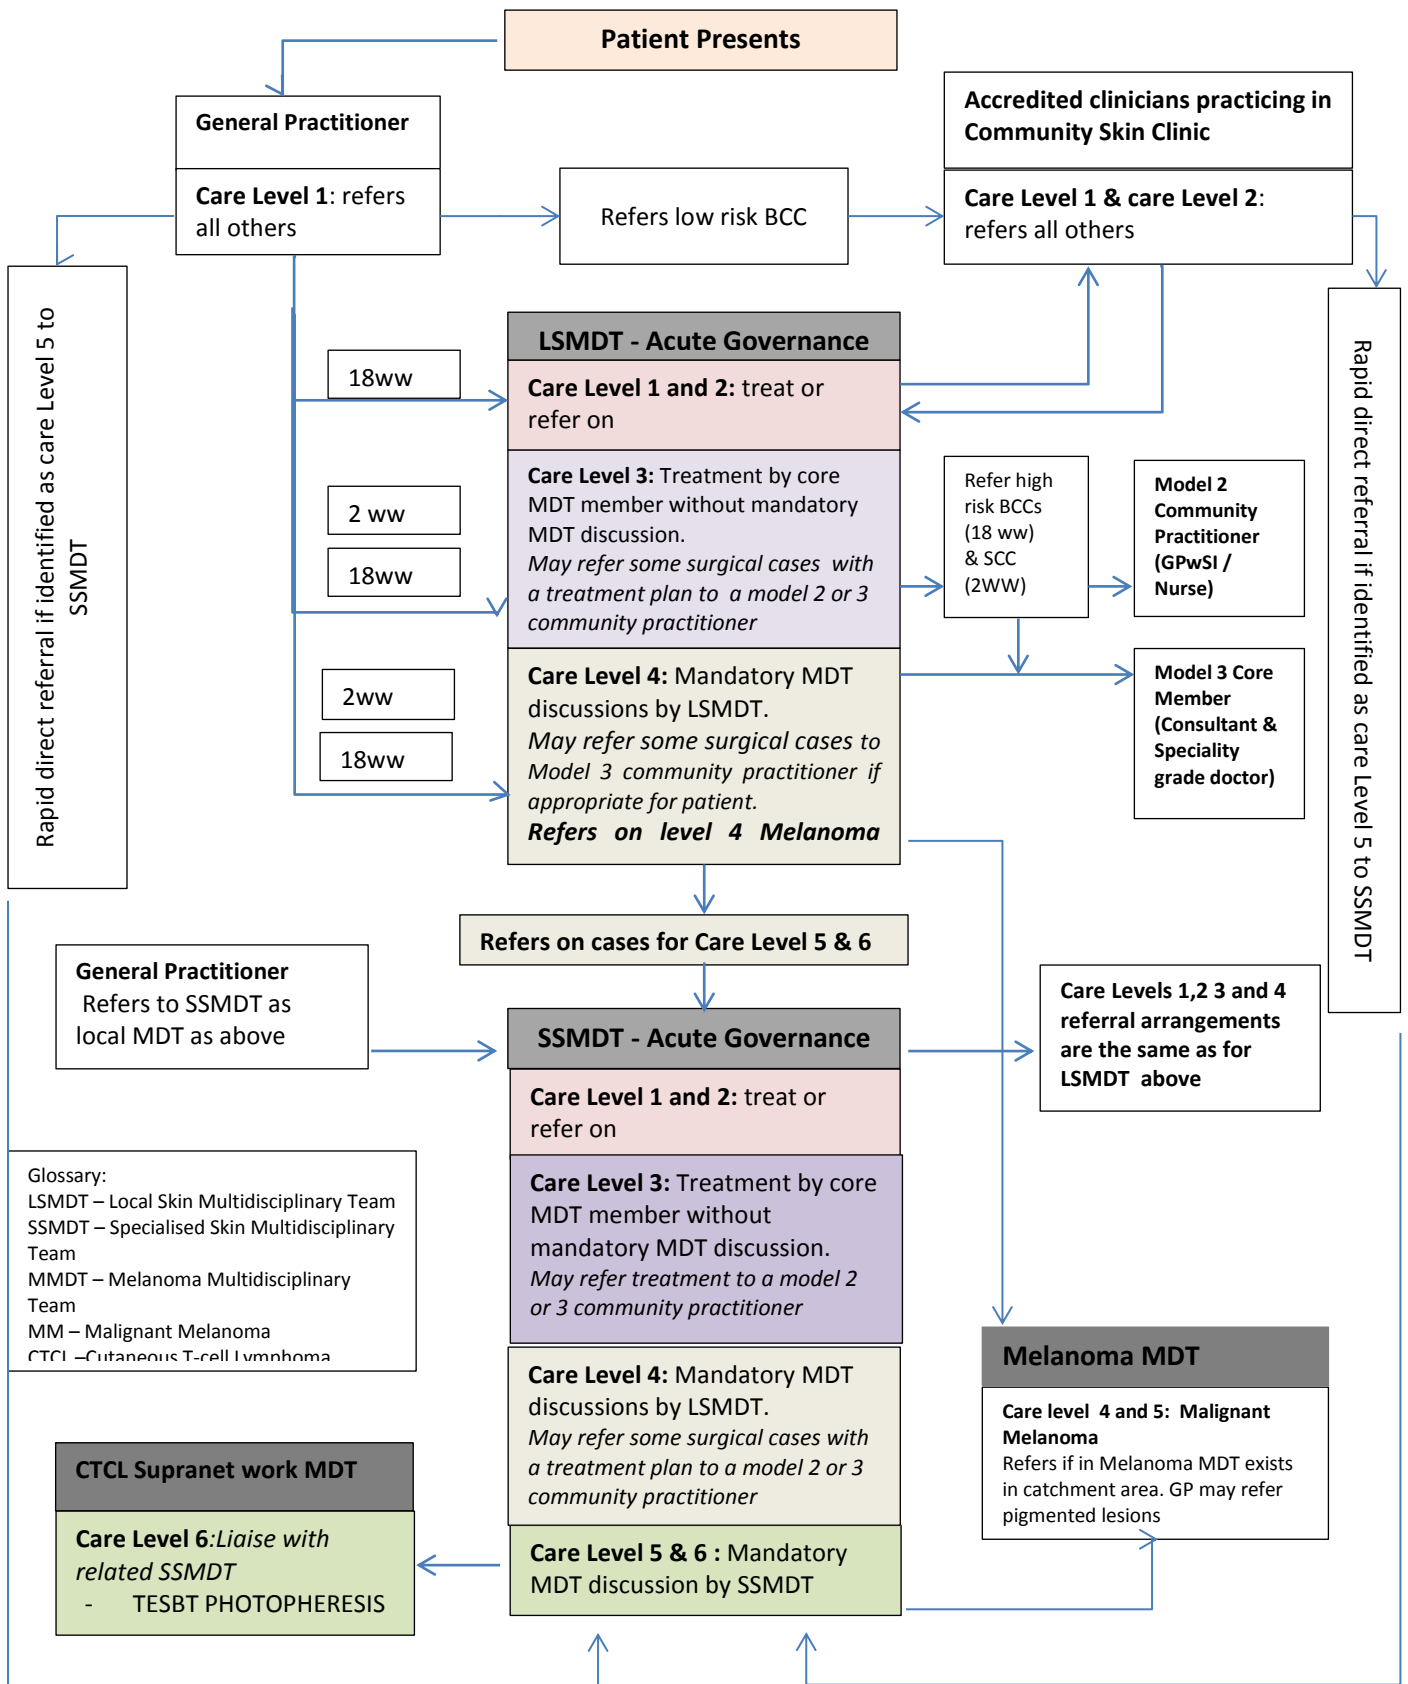 Patient Presents
General Practitioner
Care Level 1: refers
all others
Refers low risk BCC
Accredited clinicians practicing in
Community Skin Clinic
Care Level 1 & care Level 2:
refers all others
Rapid direct referral if identified as care Level 5 to
SSMDT
Rapid direct referral if identified as care Level 5 to SSMDT
18ww
2 ww
18ww
2ww
18ww
LSMDT - Acute Governance
Care Level 1 and 2: treat or
refer on
Care Level 3: Treatment by core
MDT member without mandatory
MDT discussion.
May refer some surgical cases with
a treatment plan to a model 2 or 3
community practitioner
Care Level 4: Mandatory MDT
discussions by LSMDT.
May refer some surgical cases to
Model 3 community practitioner if
appropriate for patient.
Refers on level 4 Melanoma
Refer high
risk BCCs
(18 ww)
& SCC
(2WW)
Model 2
Community
Practitioner
(GPwSI /
Nurse)
Model 3 Core
Member
(Consultant &
Speciality
grade doctor)
Refers on cases for Care Level 5 & 6
General Practitioner
Refers to SSMDT as
local MDT as above
SSMDT - Acute Governance
Care Level 1 and 2: treat or
refer on
Care Level 3: Treatment by core
MDT member without
mandatory MDT discussion.
May refer treatment to a model 2
or 3 community practitioner
Care Level 4: Mandatory MDT
discussions by LSMDT.
May refer some surgical cases with
a treatment plan to a model 2 or 3
community practitioner
Care Level 5 & 6 : Mandatory
MDT discussion by SSMDT
Care Levels 1,2 3 and 4
referral arrangements
are the same as for
LSMDT above
Glossary:
LSMDT – Local Skin Multidisciplinary Team
SSMDT – Specialised Skin Multidisciplinary
Team
MMDT – Melanoma Multidisciplinary
Team
MM – Malignant Melanoma
CTCL –Cutaneous T-cell Lymphoma
Melanoma MDT
Care level 4 and 5: Malignant
Melanoma
Refers if in Melanoma MDT exists
in catchment area. GP may refer
pigmented lesions
CTCL Supranet work MDT
Care Level 6:Liaise with
related SSMDT
- TESBT PHOTOPHERESIS